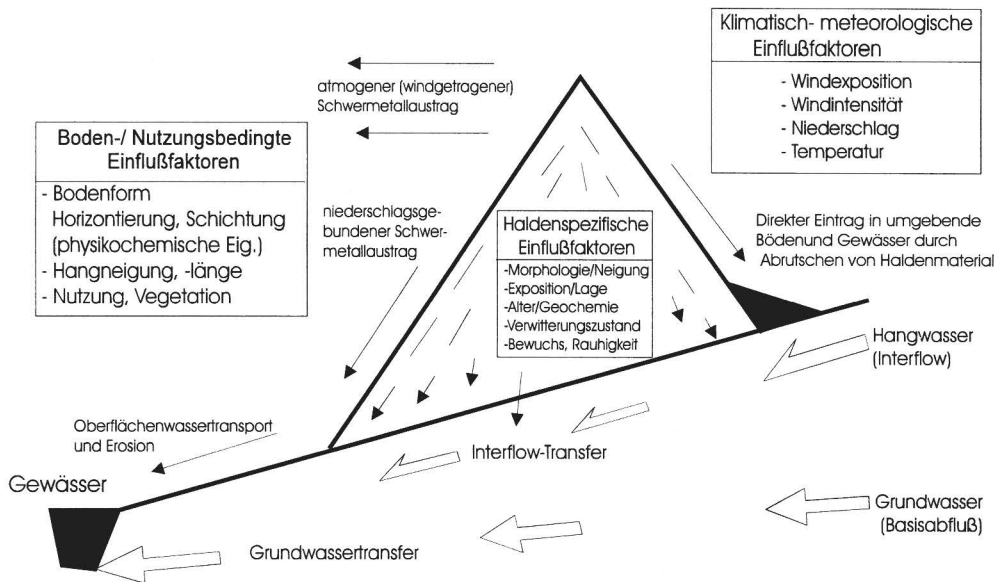 Klimatisch- meteorologische
Einflußfaktoren
- Windexposition
- Windintensität
- Niederschlag
- Temperatur
atmogener (windgetragener)
Schwermetallaustrag
Boden-/ Nutzungsbedingte
Einflußfaktoren
- Bodenform
Horizontierung, Schichtung
(physikochemische Eig.)
- Hangneigung, -länge
- Nutzung, Vegetation
niederschlagsge-
bundener Schwer-
metallaustrag
Haldenspezifische
Einflußfaktoren
-Morphologie/Neigung
-Exposition/Lage
-Alter/Geochemie
-Verwitterungszustand
-Bewuchs, Rauhigkeit
Direkter Eintrag in umgebende
Bödenund Gewässer durch
Abrutschen von Haldenmaterial
Hangwasser
(Interflow)
Oberflächenwassertransport
und Erosion
Interflow-Transfer
Gewässer
Grundwasser
(Basisabfluß)
Grundwassertransfer